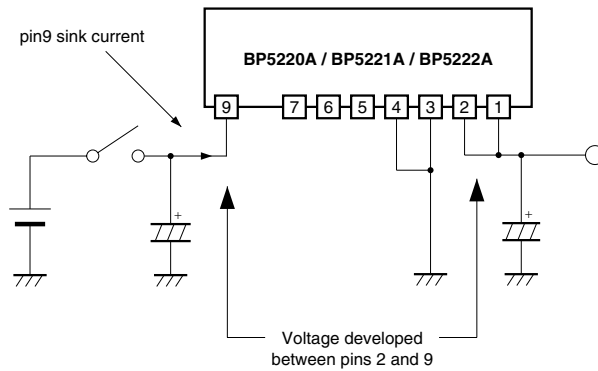 pin9 sink current
BP5220A / BP5221A / BP5222A
9 7 6 5 4 3 2 1
+ +
Voltage developed
between pins 2 and 9